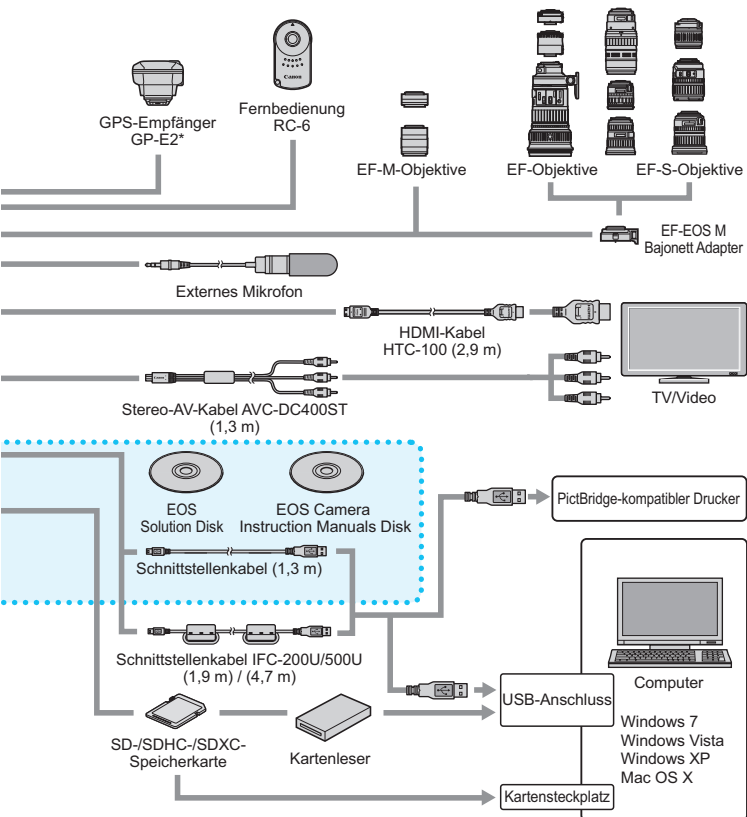 Canon
GPS-Empfänger
GP-E2*
Fernbedienung
RC-6
EF-M-Objektive
EF-Objektive
EF-S-Objektive
EF-EOS M
Bajonett Adapter
Externes Mikrofon
HDMI-Kabel
HTC-100 (2,9 m)
TV/Video
Stereo-AV-Kabel AVC-DC400ST
(1,3 m)
EOS
Solution Disk
EOS Camera
Instruction Manuals Disk
PictBridge-kompatibler Drucker
Schnittstellenkabel (1,3 m)
Schnittstellenkabel IFC-200U/500U
(1,9 m) / (4,7 m)
USB-Anschluss
Computer
Windows 7
Windows Vista
Windows XP
Mac OS X
SD-/SDHC-/SDXC-
Speicherkarte
Kartenleser
Kartensteckplatz